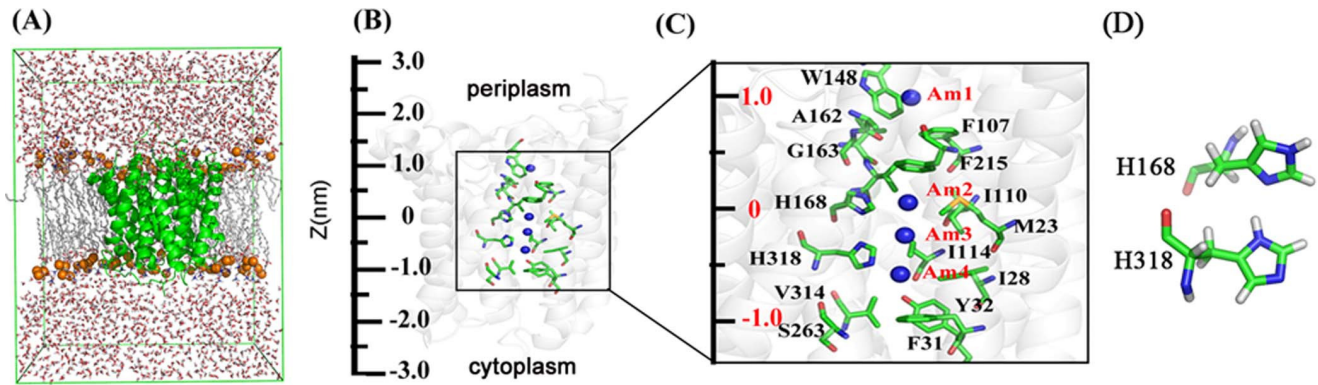 (A)
(B)
3.0
2.0
1.0
0
-1.0
-2.0
-3.0
Z(nm)
periplasm
cytoplasm
(C)
W148
Am1
1.0
A162
F107
G163
F215
Am2
I110
H168
0
M23
Am3
H318
I114
Am4
I28
V314
Y32
-1.0
S263
F31
(D)
H168
H318